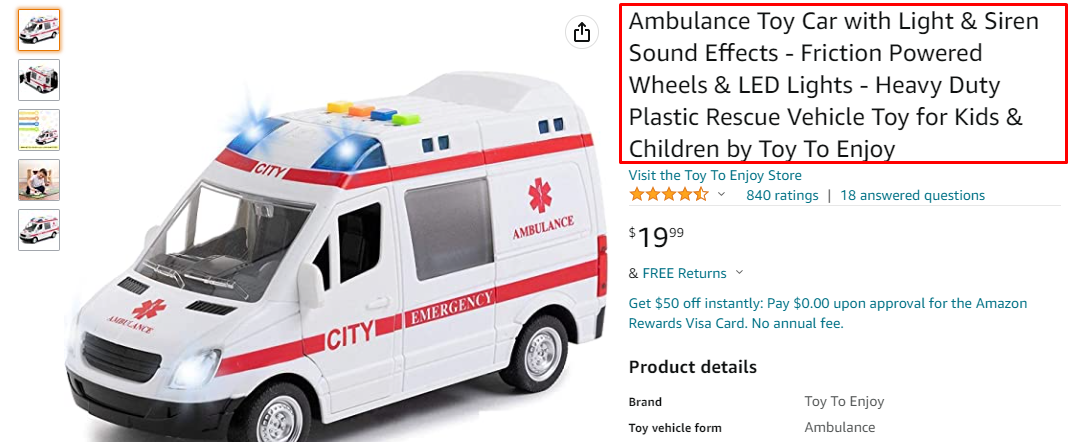 Ambulance Toy Car with Light & Siren
Sound Effects - Friction Powered
Wheels & LED Lights - Heavy Duty
Plastic Rescue Vehicle Toy for Kids &
Children by Toy To Enjoy
Visit the Toy To Enjoy Store
840 ratings | 18 answered questions
$19 99
& FREE Returns
Get $50 off instantly: Pay $0.00 upon approval for the Amazon
Rewards Visa Card. No annual fee.
Product details
Brand Toy To Enjoy
Toy vehicle form Ambulance
CITY
AMBULANCE
AMBULANCE
EMERGENCY
CITY